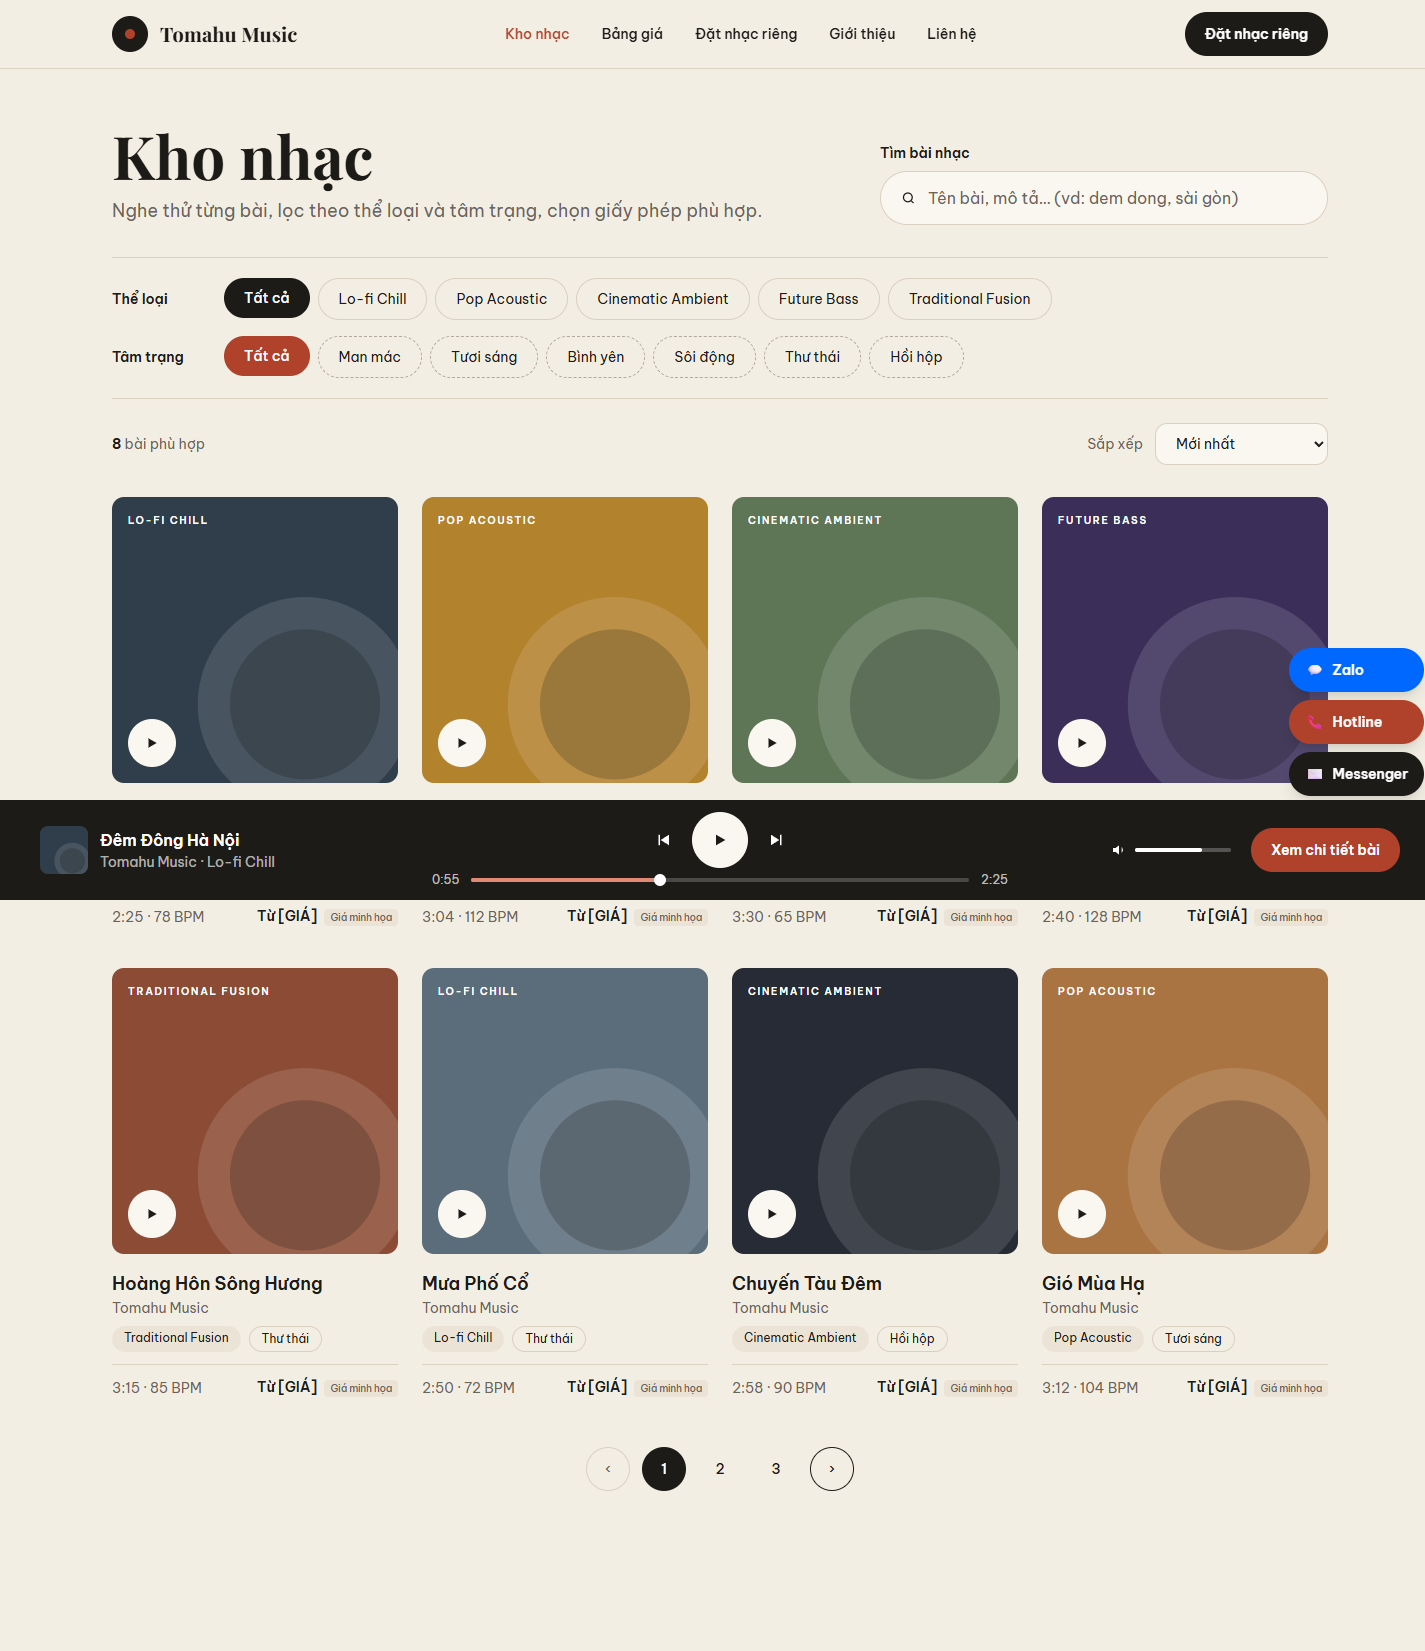 Tomahu Music
Kho nhạc
Bảng giá
Đặt nhạc riêng
Giới thiệu
Liên hệ
Đặt nhạc riêng
Kho nhạc
Nghe thử từng bài, lọc theo thể loại và tâm trạng, chọn giấy phép phù hợp.
Tìm bài nhạc
Tên bài, mô tả... (vd: dem dong, sài gòn)
Thể loại
Tất cả
Lo-fi Chill
Pop Acoustic
Cinematic Ambient
Future Bass
Traditional Fusion
Tâm trạng
Tất cả
Man mác
Tươi sáng
Bình yên
Sôi động
Thư thái
Hồi hộp
8 bài phù hợp
Sắp xếp
Mới nhất
LO-FI CHILL
POP ACOUSTIC
CINEMATIC AMBIENT
FUTURE BASS
Zalo
Hotline
Messenger
Đêm Đông Hà Nội
Tomahu Music · Lo-fi Chill
0:55
2:25
Xem chi tiết bài
2:25 · 78 BPM
Từ [GIÁ]
Giá minh họa
3:04 · 112 BPM
Từ [GIÁ]
Giá minh họa
3:30 · 65 BPM
Từ [GIÁ]
Giá minh họa
2:40 · 128 BPM
Từ [GIÁ]
Giá minh họa
TRADITIONAL FUSION
LO-FI CHILL
CINEMATIC AMBIENT
POP ACOUSTIC
Hoàng Hôn Sông Hương
Tomahu Music
Traditional Fusion
Thư thái
3:15 · 85 BPM
Từ [GIÁ]
Giá minh họa
Mưa Phố Cổ
Tomahu Music
Lo-fi Chill
Thư thái
2:50 · 72 BPM
Từ [GIÁ]
Giá minh họa
Chuyến Tàu Đêm
Tomahu Music
Cinematic Ambient
Hồi hộp
2:58 · 90 BPM
Từ [GIÁ]
Giá minh họa
Gió Mùa Hạ
Tomahu Music
Pop Acoustic
Tươi sáng
3:12 · 104 BPM
Từ [GIÁ]
Giá minh họa
‹
1
2
3
›